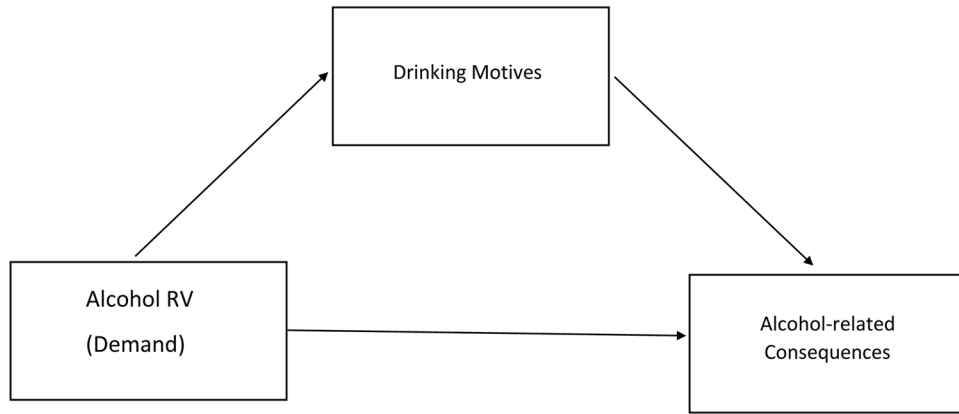 Drinking Motives
Alcohol RV
(Demand)
Alcohol-related
Consequences